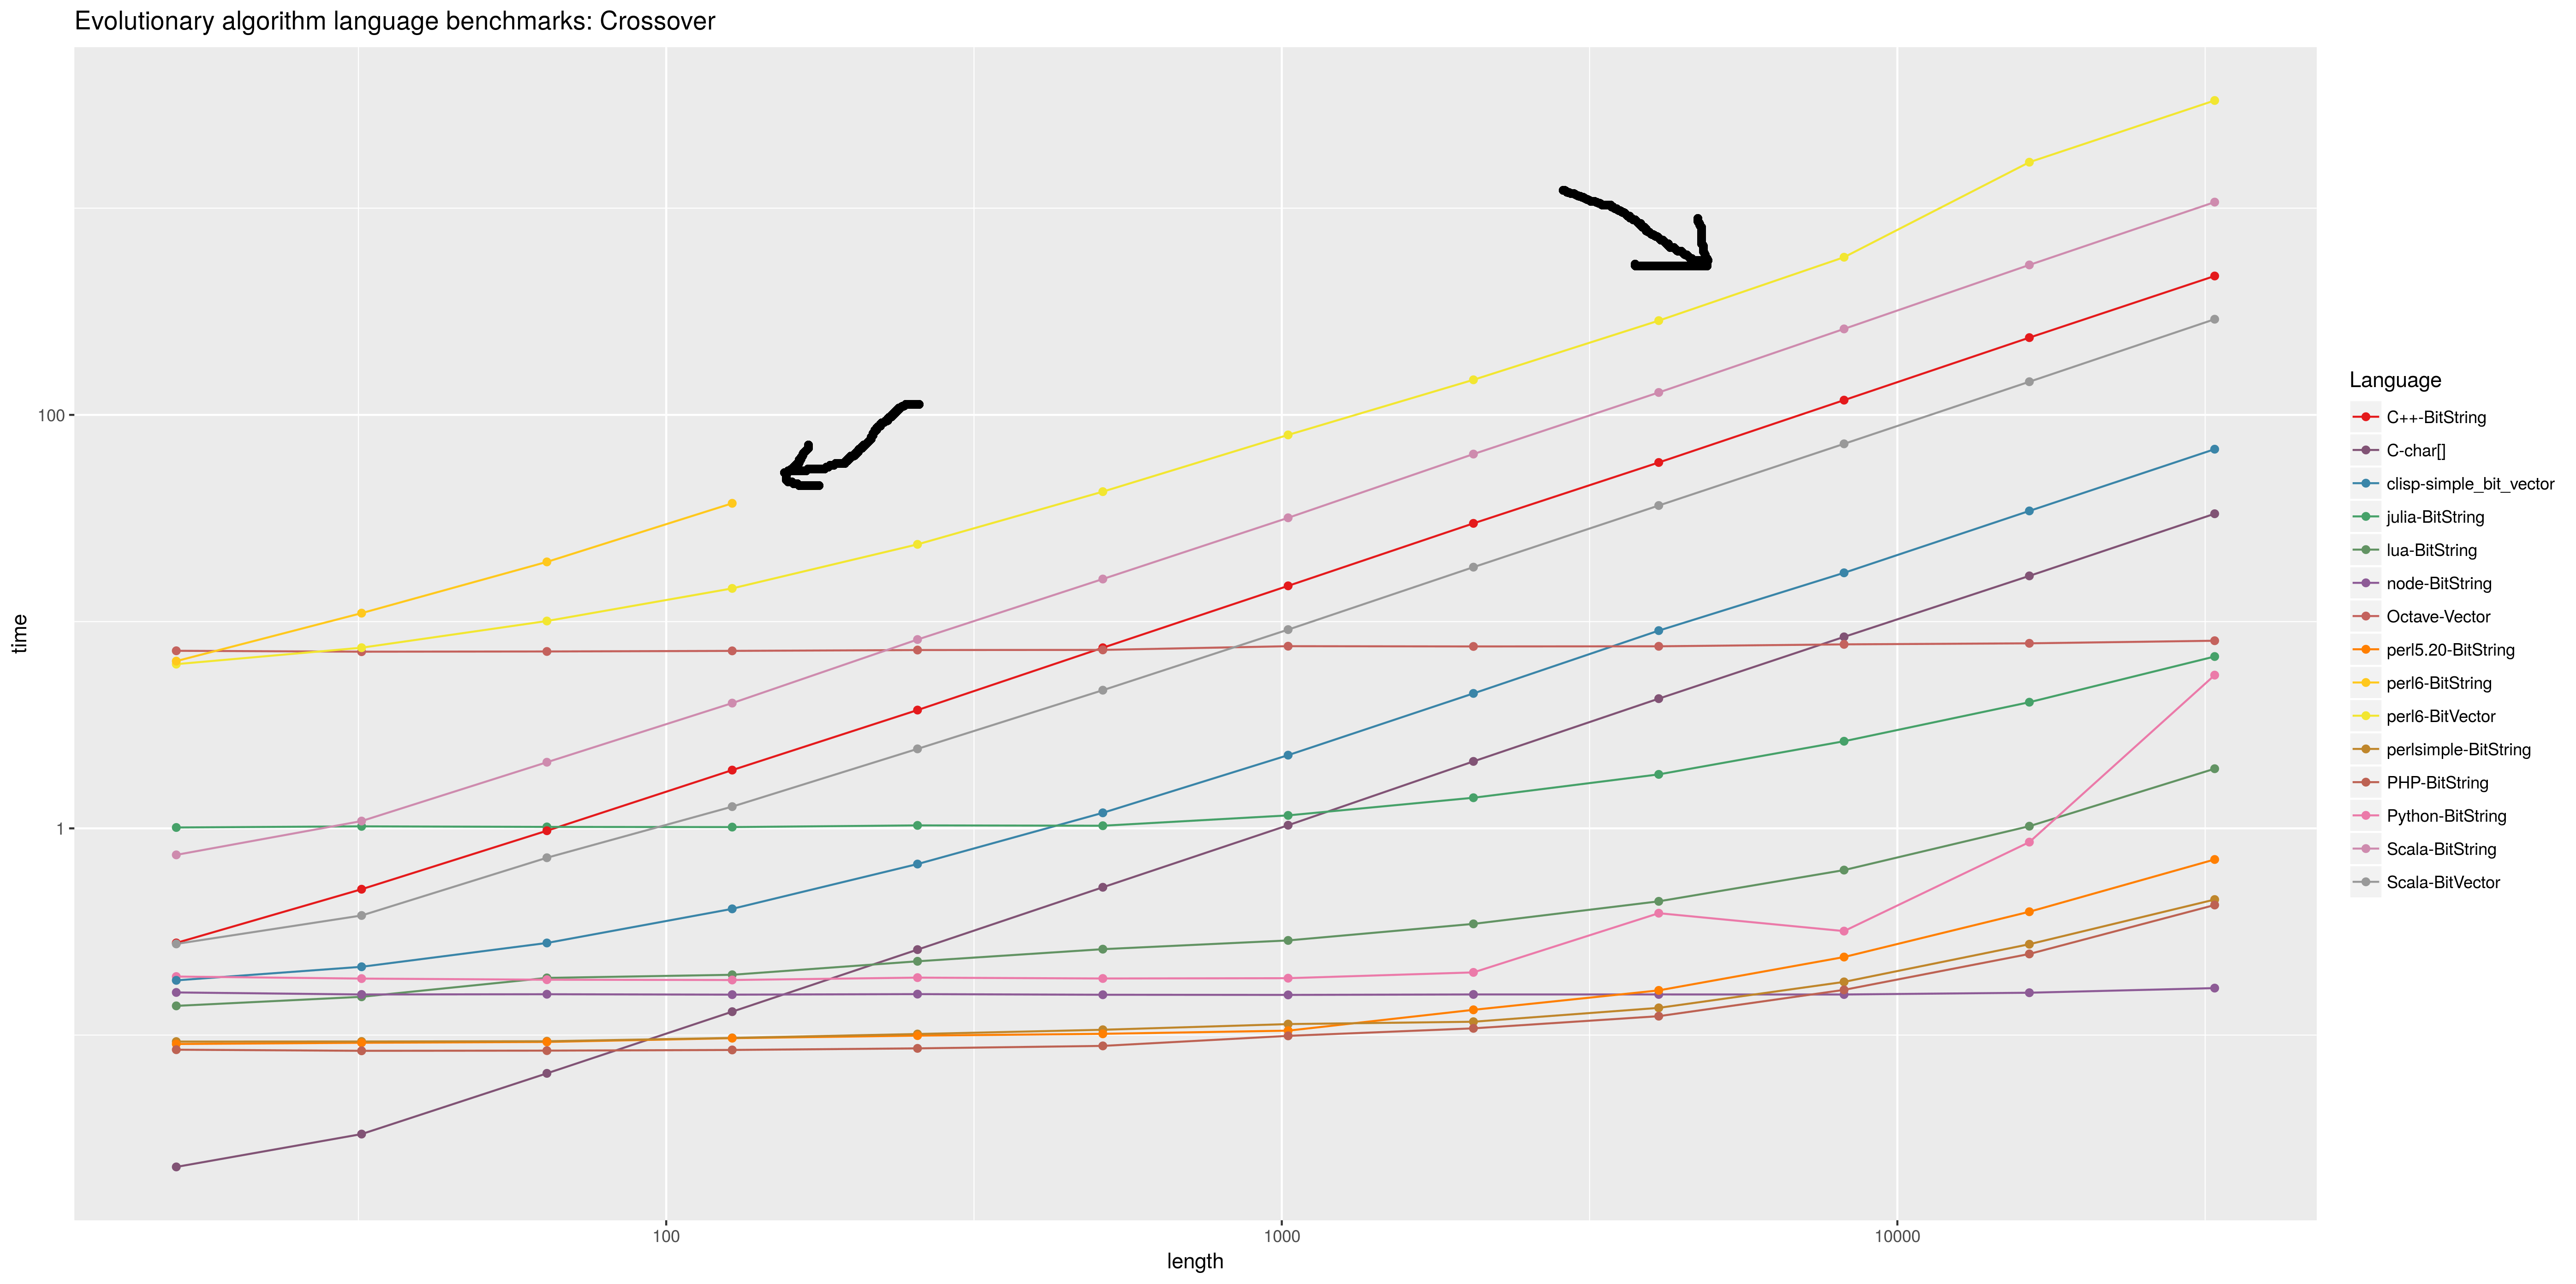 Evolutionary algorithm language benchmarks: Crossover
100
1
time
100
1000
10000
length
Language
C++-BitString
C-char[]
clisp-simple_bit_vector
julia-BitString
lua-BitString
node-BitString
Octave-Vector
perl5.20-BitString
perl6-BitString
perl6-BitVector
perlsimple-BitString
PHP-BitString
Python-BitString
Scala-BitString
Scala-BitVector